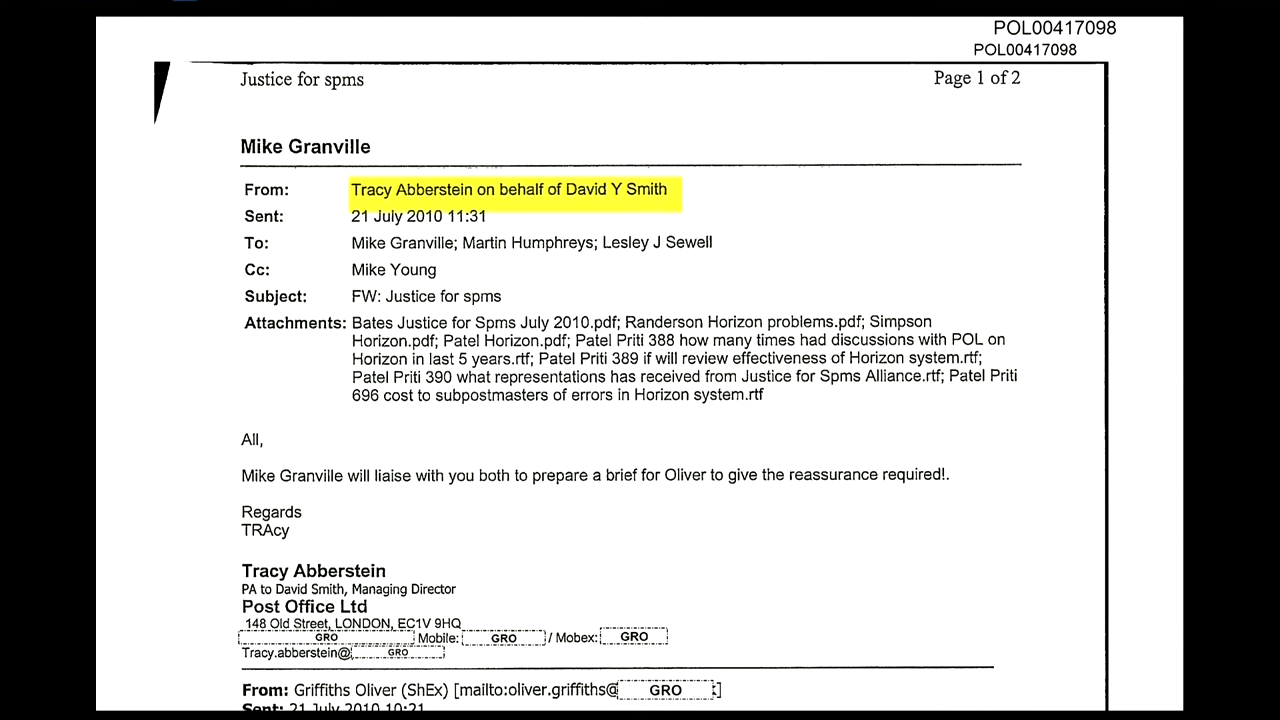 POL00417098
POL00417098
Justice for spms
Page 1 of 2
Mike Granville
From: Tracy Abberstein on behalf of David Y Smith
Sent: 21 July 2010 11:31
To: Mike Granville; Martin Humphreys; Lesley J Sewell
Cc: Mike Young
Subject: FW: Justice for spms
Attachments: Bates Justice for Spms July 2010.pdf; Randerson Horizon problems.pdf; Simpson
Horizon.pdf; Patel Horizon.pdf; Patel Priti 388 how many times had discussions with POL on
Horizon in last 5 years.rtf; Patel Priti 389 if will review effectiveness of Horizon system.rtf;
Patel Priti 390 what representations has received from Justice for Spms Alliance.rtf; Patel Priti
696 cost to subpostmasters of errors in Horizon system.rtf
All,
Mike Granville will liaise with you both to prepare a brief for Oliver to give the reassurance required!.
Regards
TRAcy
Tracy Abberstein
PA to David Smith, Managing Director
Post Office Ltd
148 Old Street, LONDON, EC1V 9HQ
GRO Mobile: GRO / Mobex: GRO
Tracy.abberstein@ GRO
From: Griffiths Oliver (ShEx) [mailto:oliver.griffiths@ GRO ]
Sent: 21 July 2010 10:21